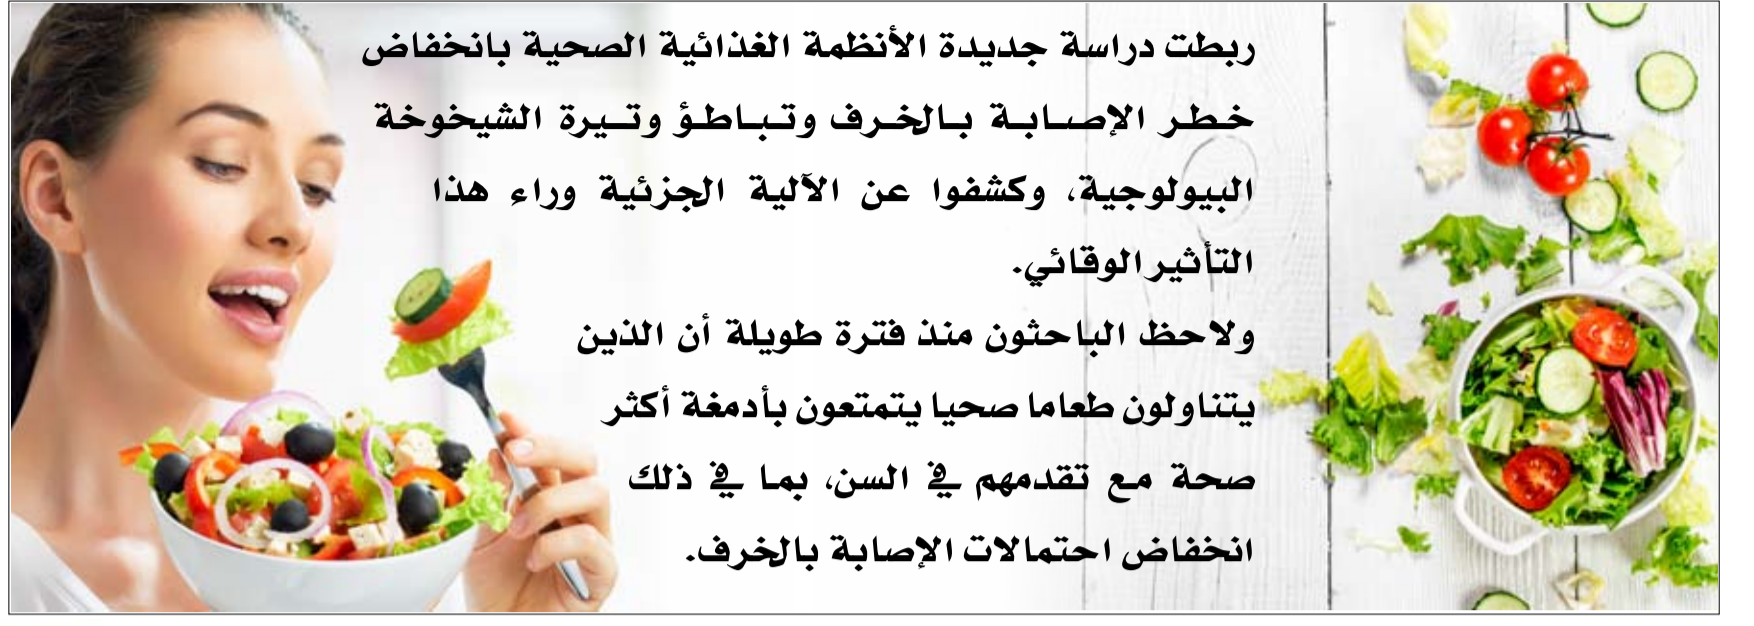 ربطت دراسة جديدة الأنظمة الغذائية الصحية بانخفاض
خطر الإصابة بالخرف وتباطؤ وتيرة الشيخوخة
البيولوجية، وكشفوا عن الآلية الجزئية وراء هذا
التأثير الوقائي.
ولاحظ الباحثون منذ فترة طويلة أن الذين
يتناولون طعاما صحيا يتمتعون بأدمغة أكثر
صحة مع تقدمهم في السن، بما في ذلك
انخفاض احتمالات الإصابة بالخرف.